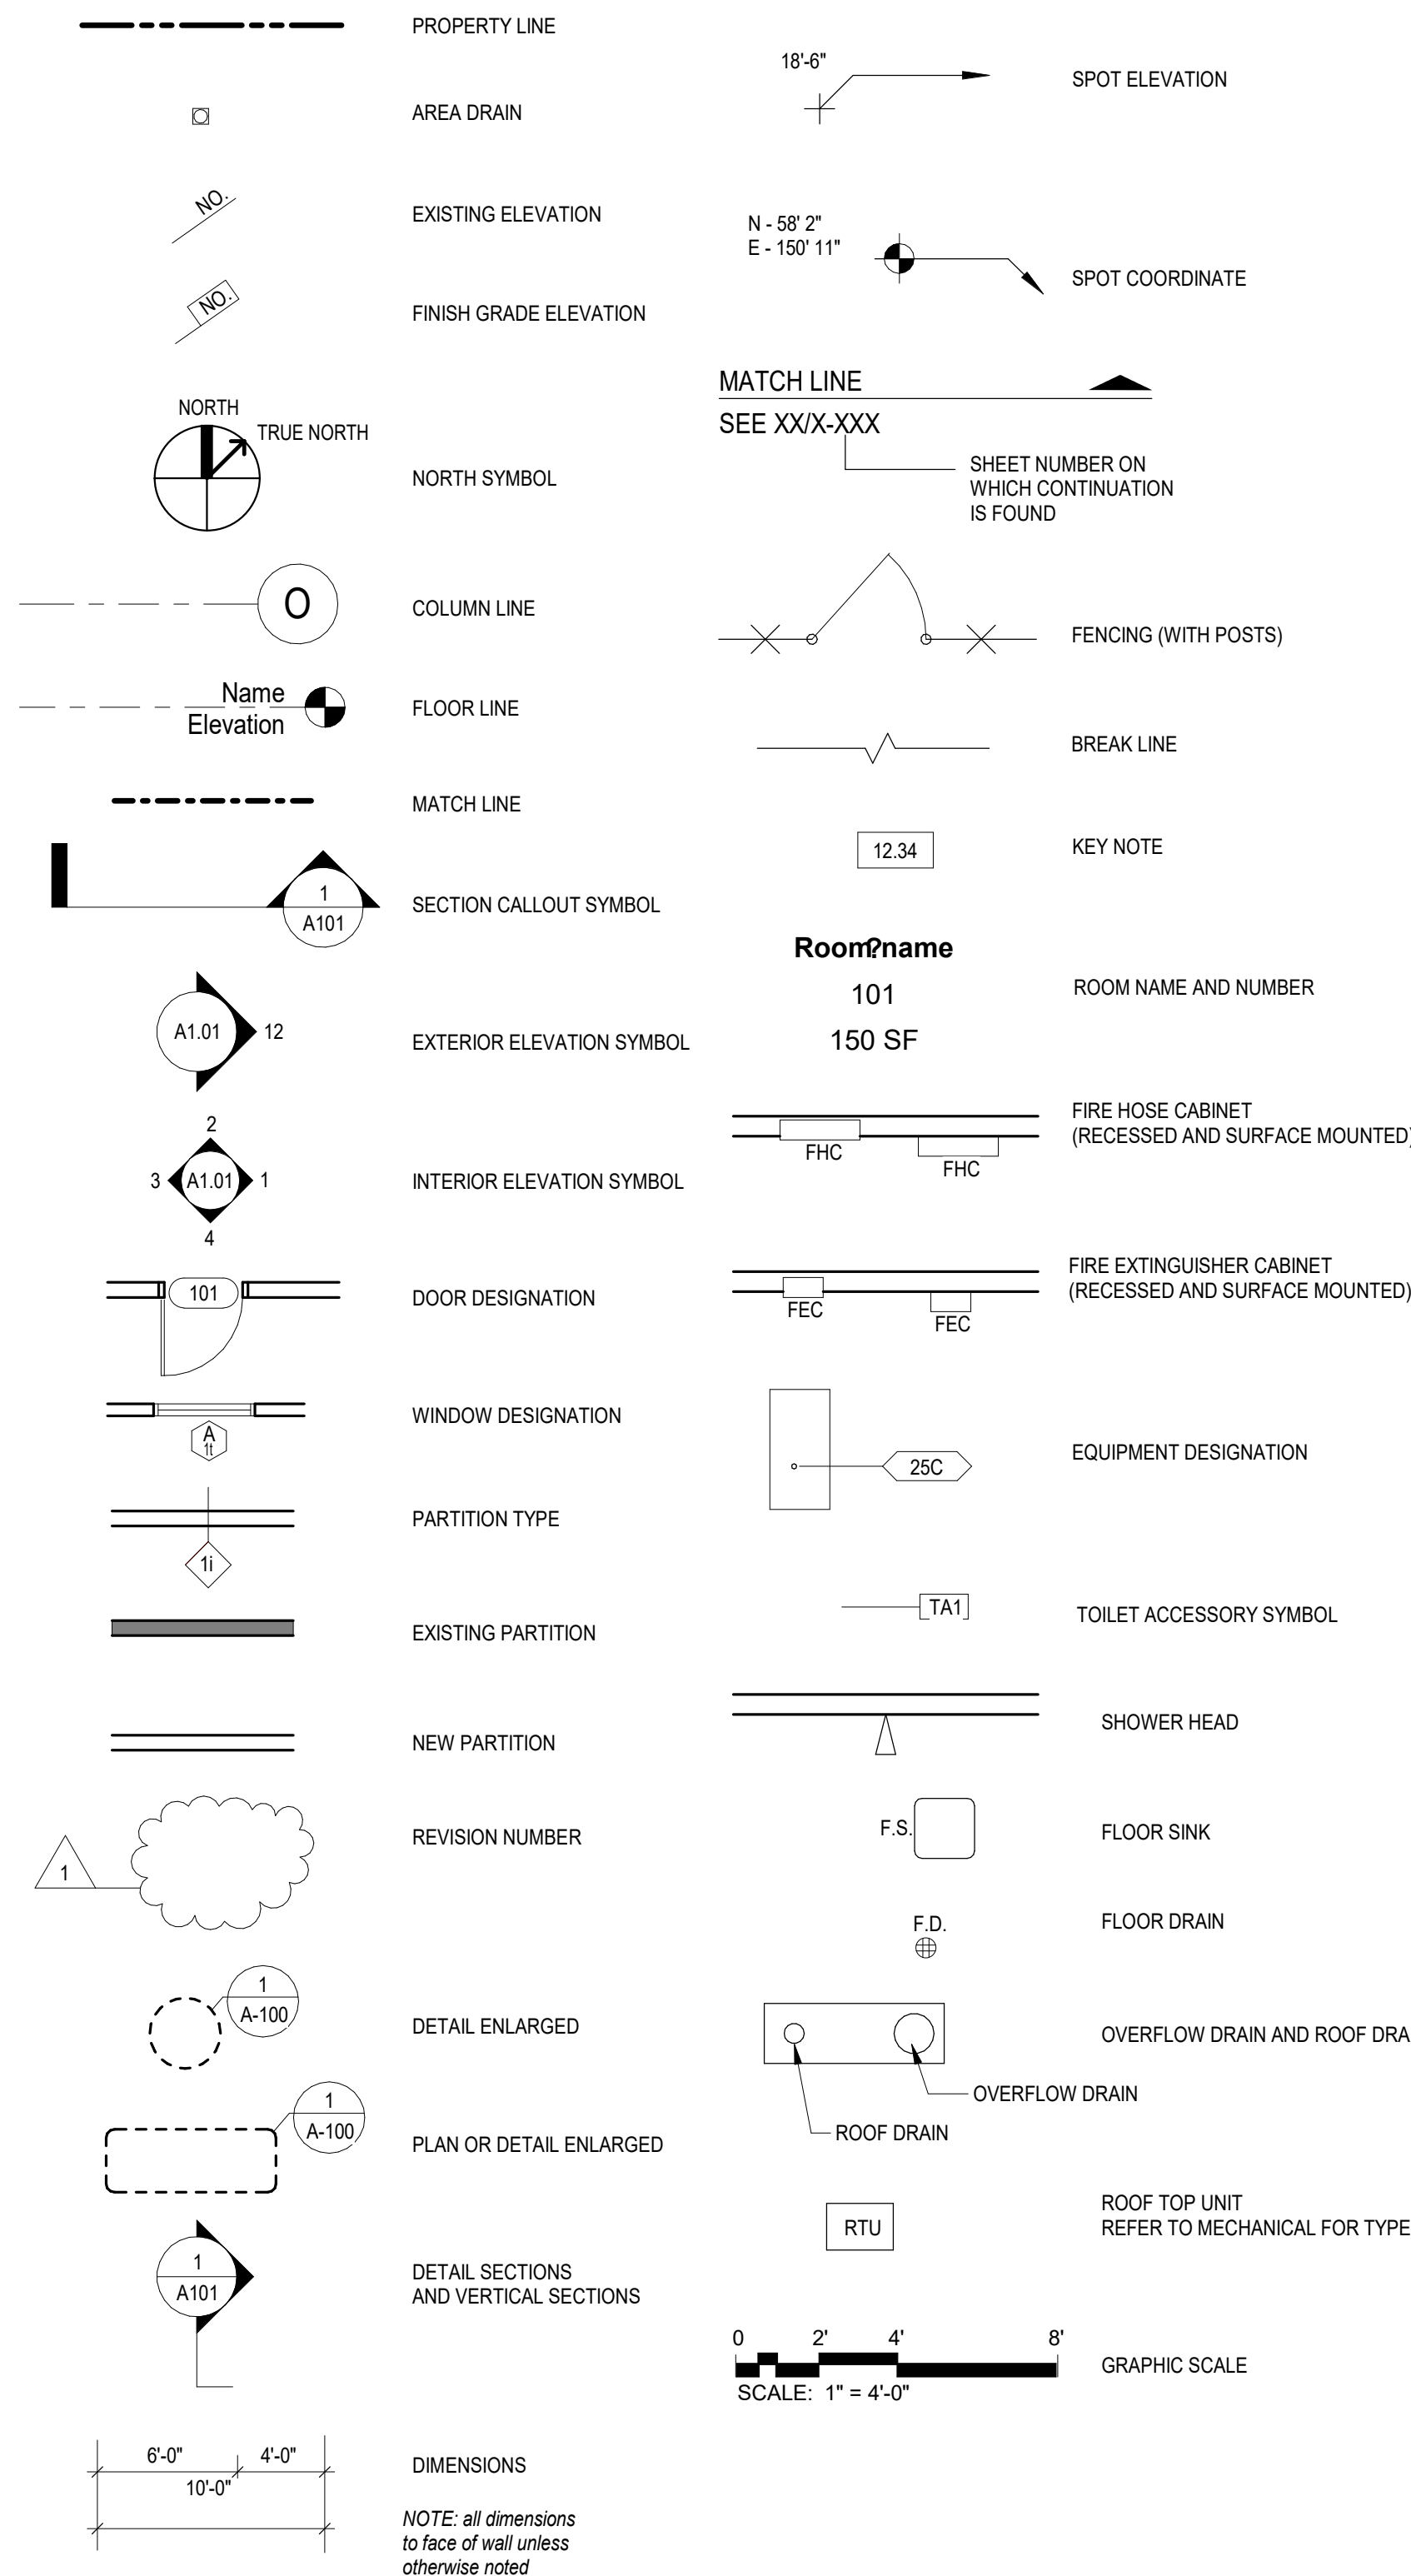 PROPERTY LINE
AREA DRAIN
NO.
EXISTING ELEVATION
NO.
FINISH GRADE ELEVATION
NORTH
TRUE NORTH
NORTH SYMBOL
O
COLUMN LINE
Name
Elevation
FLOOR LINE
MATCH LINE
1
A101
SECTION CALLOUT SYMBOL
A1.01
12
EXTERIOR ELEVATION SYMBOL
2
3
A1.01
1
4
INTERIOR ELEVATION SYMBOL
101
DOOR DESIGNATION
A
1t
WINDOW DESIGNATION
1i
PARTITION TYPE
EXISTING PARTITION
NEW PARTITION
1
REVISION NUMBER
1
A-100
DETAIL ENLARGED
1
A-100
PLAN OR DETAIL ENLARGED
1
A101
DETAIL SECTIONS
AND VERTICAL SECTIONS
6'-0"
4'-0"
10'-0"
DIMENSIONS
NOTE: all dimensions
to face of wall unless
otherwise noted
18'-6"
SPOT ELEVATION
N - 58' 2"
E - 150' 11"
SPOT COORDINATE
MATCH LINE
SEE XX/X-XXX
SHEET NUMBER ON
WHICH CONTINUATION
IS FOUND
FENCING (WITH POSTS)
BREAK LINE
12.34
KEY NOTE
Room?name
101
150 SF
ROOM NAME AND NUMBER
FHC
FHC
FIRE HOSE CABINET
(RECESSED AND SURFACE MOUNTED)
FEC
FEC
FIRE EXTINGUISHER CABINET
(RECESSED AND SURFACE MOUNTED)
25C
EQUIPMENT DESIGNATION
TA1
TOILET ACCESSORY SYMBOL
SHOWER HEAD
F.S.
FLOOR SINK
F.D.
FLOOR DRAIN
OVERFLOW DRAIN AND ROOF DRA
OVERFLOW DRAIN
ROOF DRAIN
RTU
ROOF TOP UNIT
REFER TO MECHANICAL FOR TYPE
0 2' 4' 8'
SCALE: 1" = 4'-0"
GRAPHIC SCALE